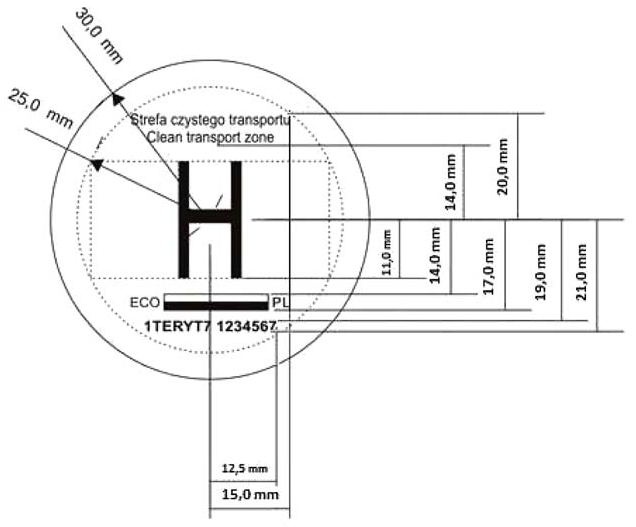 30,0 mm
25,0 mm
Strefa czystego transportu
Clean transport zone
H
20,0 mm
14,0 mm
11,0 mm
14,0 mm
17,0 mm
19,0 mm
21,0 mm
ECO PL
1TERYT7 1234567
12,5 mm
15,0 mm